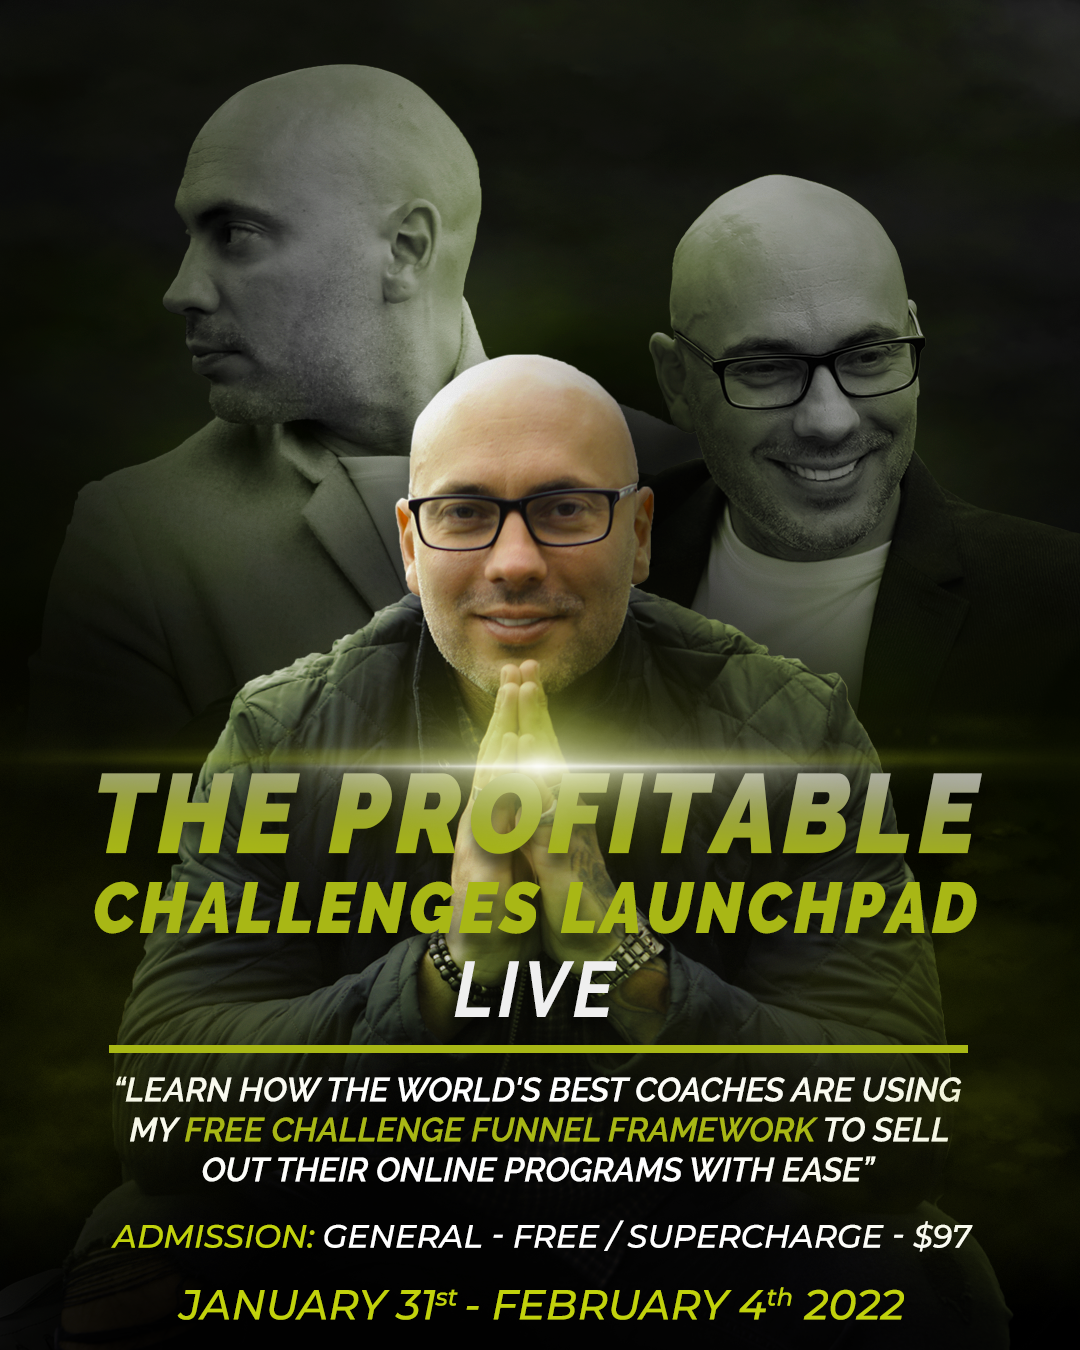 THE PROFITABLE
CHALLENGES LAUNCHPAD
LIVE
“LEARN HOW THE WORLD'S BEST COACHES ARE USING
MY FREE CHALLENGE FUNNEL FRAMEWORK TO SELL
OUT THEIR ONLINE PROGRAMS WITH EASE”
ADMISSION: GENERAL - FREE / SUPERCHARGE - $97
JANUARY 31st - FEBRUARY 4th 2022